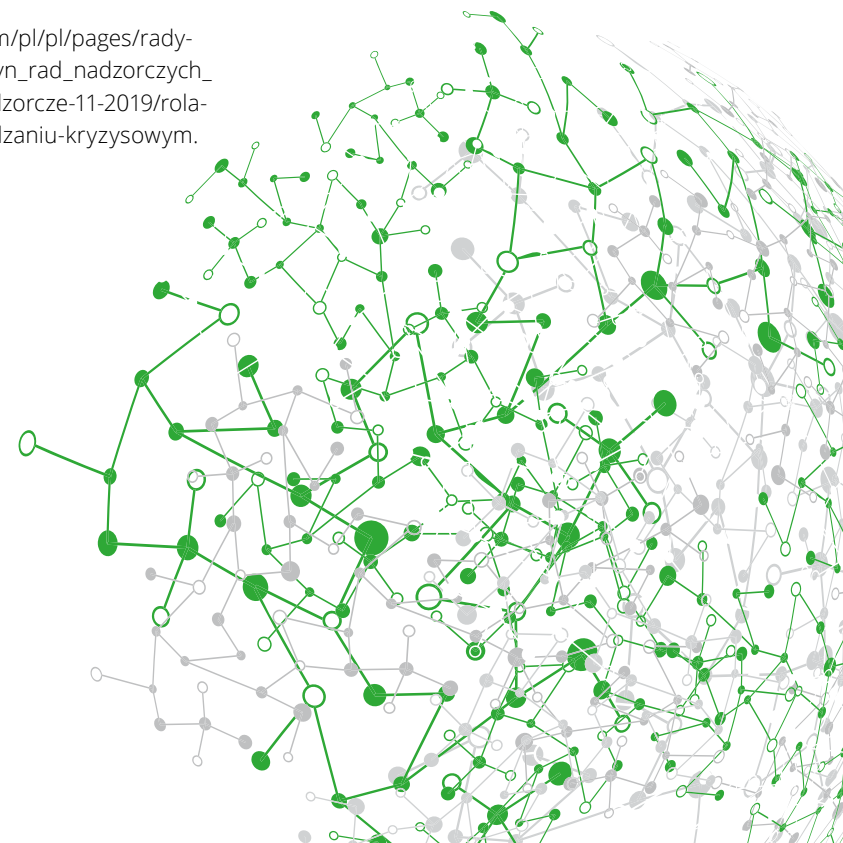 m/pl/pl/pages/rady-
yn_rad_nadzorczych_
dzorcze-11-2019/rola-
dzaniu-kryzysowym.